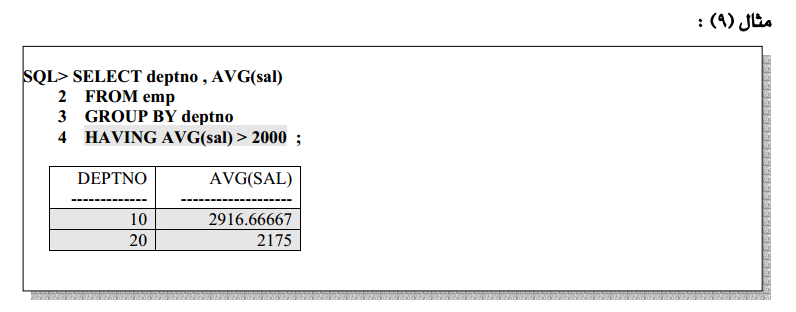 مثال (٩) :
SQL> SELECT deptno , AVG(sal)
2 FROM emp
3 GROUP BY deptno
4 HAVING AVG(sal) > 2000 ;
DEPTNO AVG(SAL)
------------- -------------------
10 2916.66667
20 2175